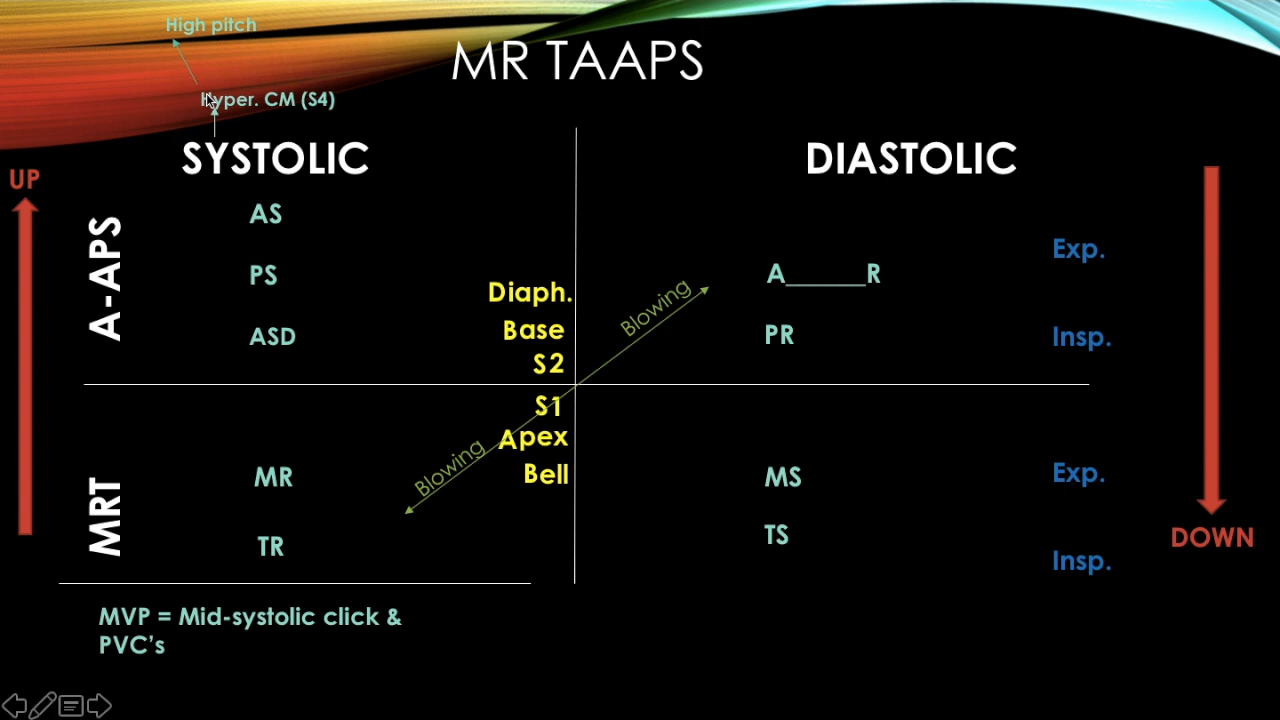 High pitch
MR TAAPS
Hyper. CM (S4)
SYSTOLIC
DIASTOLIC
UP
A-APS
AS
PS
ASD
Diaph.
Base
S2
Blowing
A______R
PR
Exp.
Insp.
S1
Apex
Bell
Blowing
MRT
MR
TR
MS
TS
Exp.
Insp.
DOWN
MVP = Mid-systolic click &
PVC's